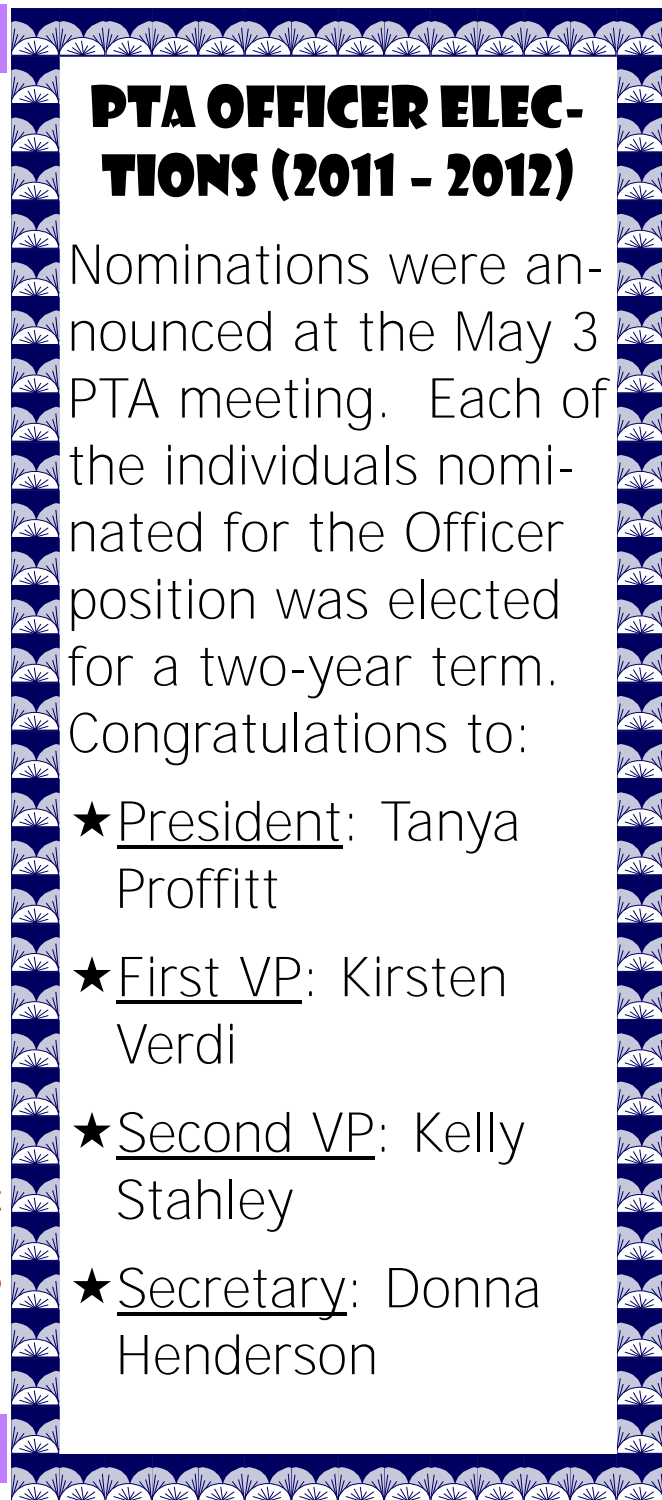 PTA OFFICER ELEC-
TIONS (2011 – 2012)
Nominations were an-
nounced at the May 3
PTA meeting.  Each of
the individuals nomi-
nated for the Officer
position was elected
for a two-year term.
Congratulations to:
★President: Tanya
Proffitt
★First VP: Kirsten
Verdi
★Second VP: Kelly
Stahley
★Secretary: Donna
Henderson